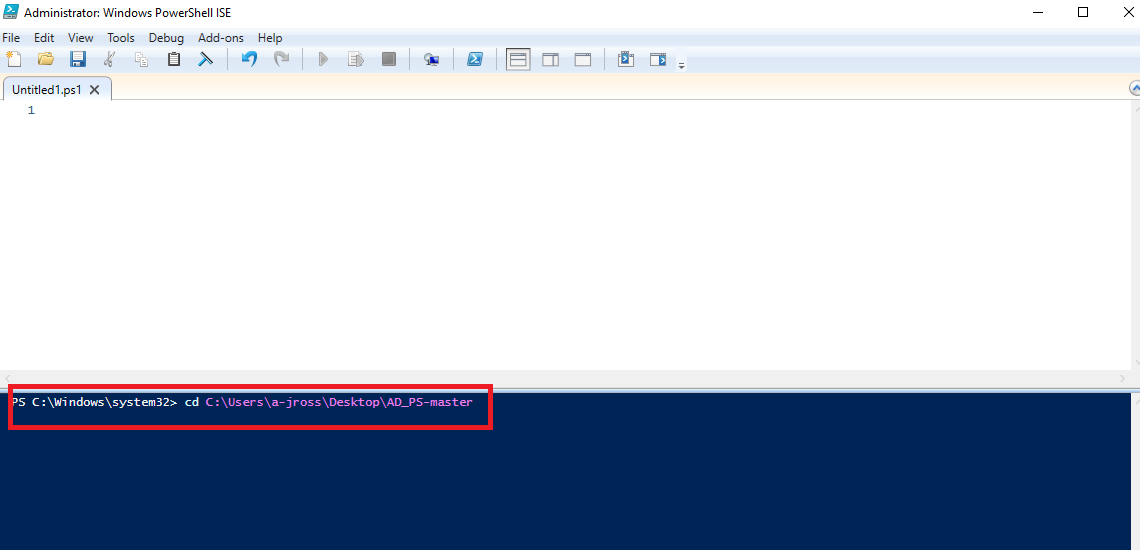 Administrator: Windows PowerShell ISE
File Edit View Tools Debug Add-ons Help
Untitled1.ps1
1
PS C:\Windows\system32> cd C:\Users\a-jross\Desktop\AD_PS-master